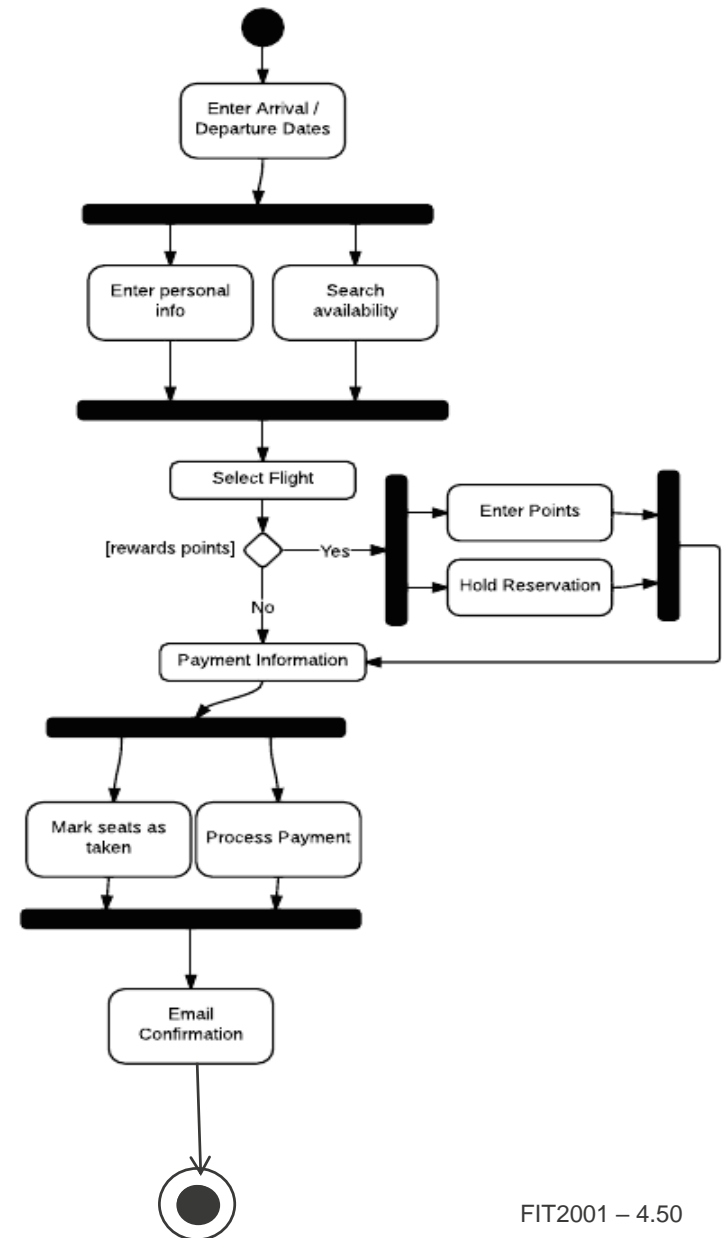 Enter Arrival /
Departure Dates
Enter personal
info
Search
availability
Select Flight
[rewards points]
Yes
Enter Points
Hold Reservation
No
Payment Information
Mark seats as
taken
Process Payment
Email
Confirmation
FIT2001 – 4.50